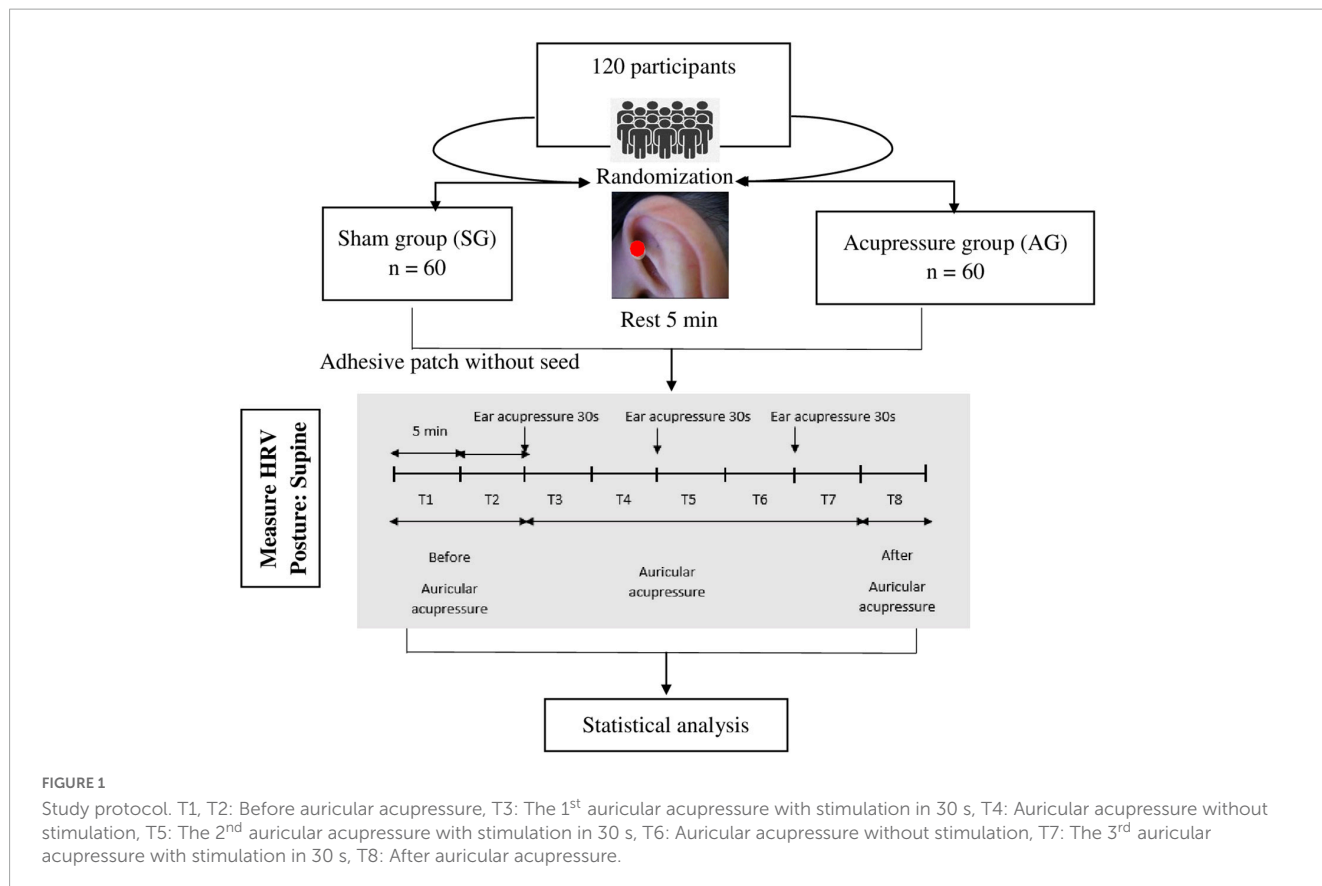 120 participants
Randomization
Sham group (SG)
n = 60
Acupressure group (AG)
n = 60
Rest 5 min
Adhesive patch without seed
Measure HRV
Posture: Supine
Ear acupressure 30s
Ear acupressure 30s
Ear acupressure 30s
5 min
T1 T2 T3 T4 T5 T6 T7 T8
Before
Auricular
acupressure
Auricular
acupressure
After
Auricular
acupressure
Statistical analysis
FIGURE 1
Study protocol. T1, T2: Before auricular acupressure, T3: The 1st auricular acupressure with stimulation in 30 s, T4: Auricular acupressure without
stimulation, T5: The 2nd auricular acupressure with stimulation in 30 s, T6: Auricular acupressure without stimulation, T7: The 3rd auricular
acupressure with stimulation in 30 s, T8: After auricular acupressure.